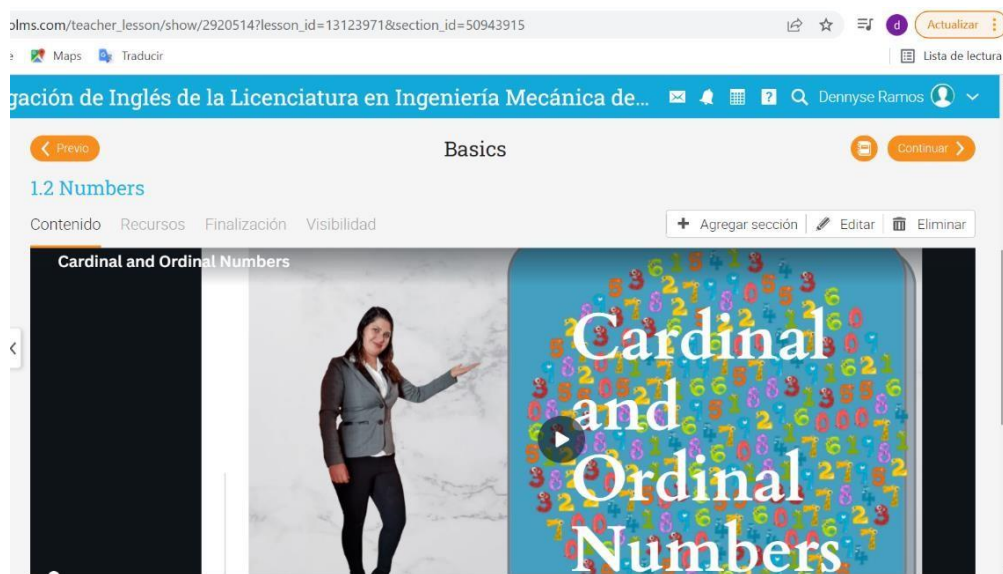 olms.com/teacher_lesson/show/2920514?lesson_id=13123971&section_id=50943915
d Actualizar
Maps Traducir Lista de lectura
gación de Inglés de la Licenciatura en Ingeniería Mecánica de... Dennyse Ramos
Previo Basics Continuar
1.2 Numbers
Contenido Recursos Finalización Visibilidad + Agregar sección Editar Eliminar
Cardinal and Ordinal Numbers
Cardinal
and
Ordinal
Numbers